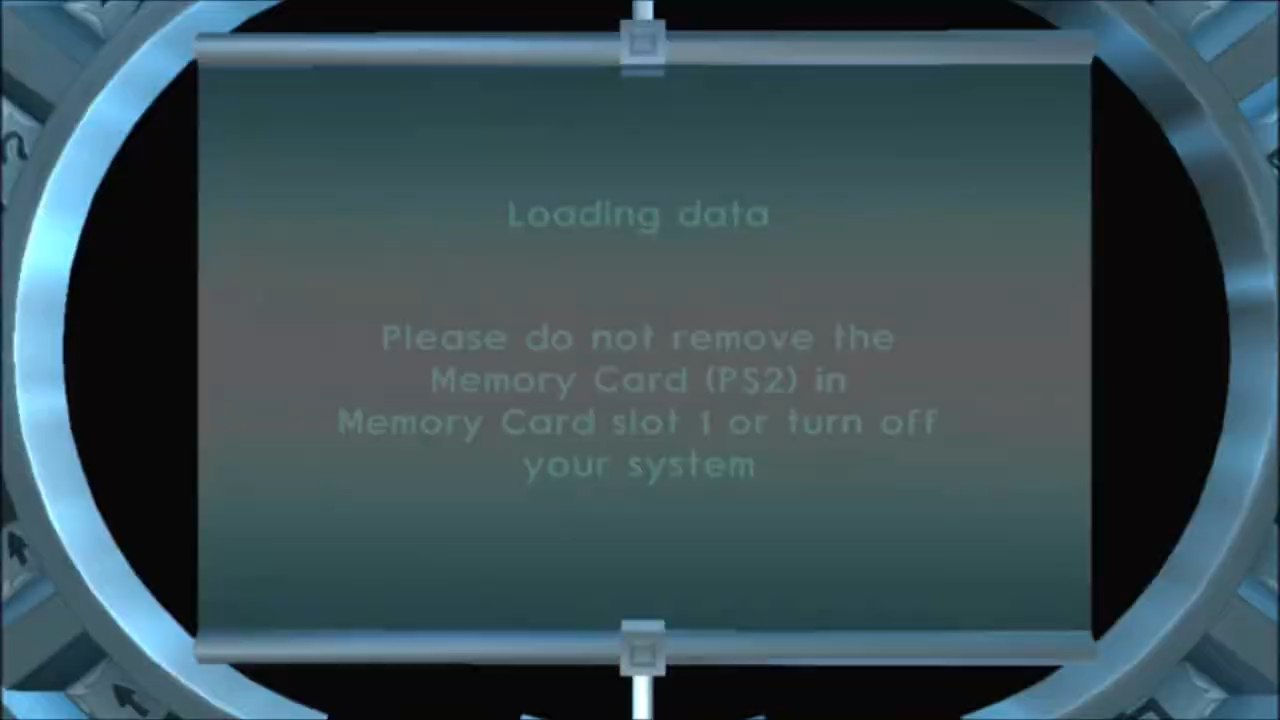 Loading data
Please do not remove the
Memory Card (PS2) in
Memory Card slot 1 or turn off
your system